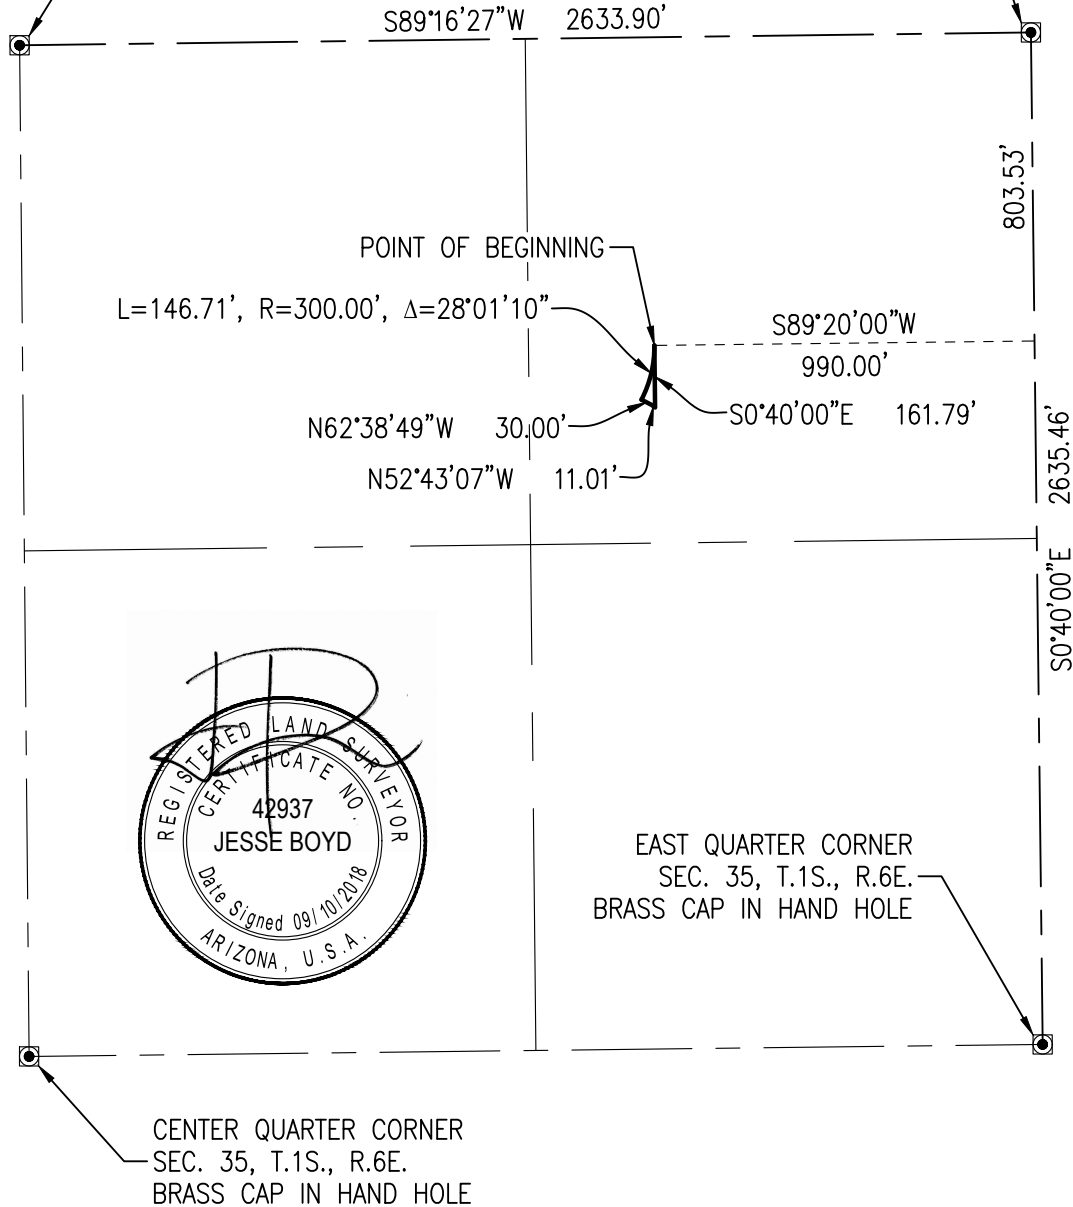 S89°16'27"W 2633.90'
803.53'
POINT OF BEGINNING
L=146.71', R=300.00', Δ=28°01'10"
S89°20'00"W
990.00'
S0°40'00"E 161.79'
N62°38'49"W 30.00'
N52°43'07"W 11.01'
S0°40'00"E 2635.46'
REGISTERED LAND SURVEYOR
CERTIFICATE NO.
42937
JESSE BOYD
Date Signed 09/10/2018
ARIZONA, U.S.A.
EAST QUARTER CORNER
SEC. 35, T.1S., R.6E.
BRASS CAP IN HAND HOLE
CENTER QUARTER CORNER
SEC. 35, T.1S., R.6E.
BRASS CAP IN HAND HOLE